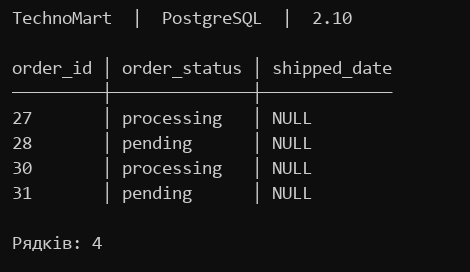 TechnoMart | PostgreSQL | 2.10
order_id | order_status | shipped_date
27 | processing | NULL
28 | pending | NULL
30 | processing | NULL
31 | pending | NULL
Рядків: 4